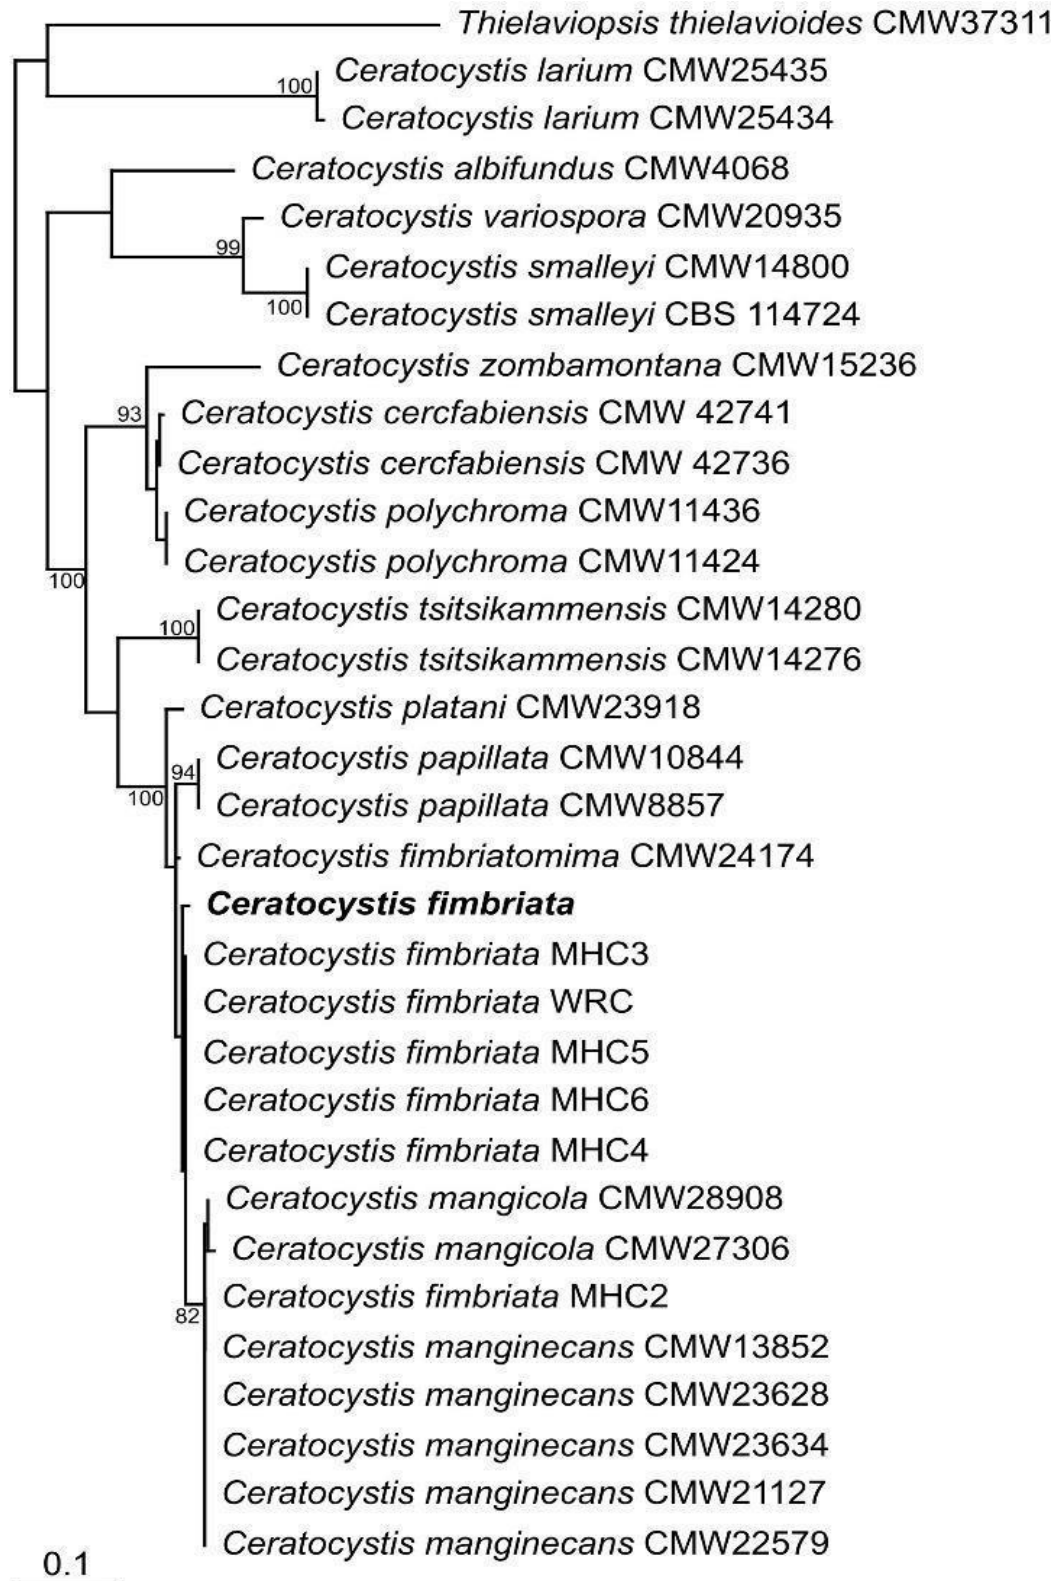 Thielaviopsis thielavioides CMW37311
Ceratocystis larium CMW25435
100
Ceratocystis larium CMW25434
Ceratocystis albifundus CMW4068
Ceratocystis variospora CMW20935
99
Ceratocystis smalleyi CMW14800
100
Ceratocystis smalleyi CBS 114724
Ceratocystis zombamontana CMW15236
93
Ceratocystis cercfabiensis CMW 42741
Ceratocystis cercfabiensis CMW 42736
Ceratocystis polychroma CMW11436
Ceratocystis polychroma CMW11424
100
Ceratocystis tsitsikammensis CMW14280
100
Ceratocystis tsitsikammensis CMW14276
Ceratocystis platani CMW23918
Ceratocystis papillata CMW10844
94
100
Ceratocystis papillata CMW8857
Ceratocystis fimbriatomima CMW24174
Ceratocystis fimbriata
Ceratocystis fimbriata MHC3
Ceratocystis fimbriata WRC
Ceratocystis fimbriata MHC5
Ceratocystis fimbriata MHC6
Ceratocystis fimbriata MHC4
Ceratocystis mangicola CMW28908
Ceratocystis mangicola CMW27306
Ceratocystis fimbriata MHC2
82
Ceratocystis manginecans CMW13852
Ceratocystis manginecans CMW23628
Ceratocystis manginecans CMW23634
Ceratocystis manginecans CMW21127
Ceratocystis manginecans CMW22579
0.1